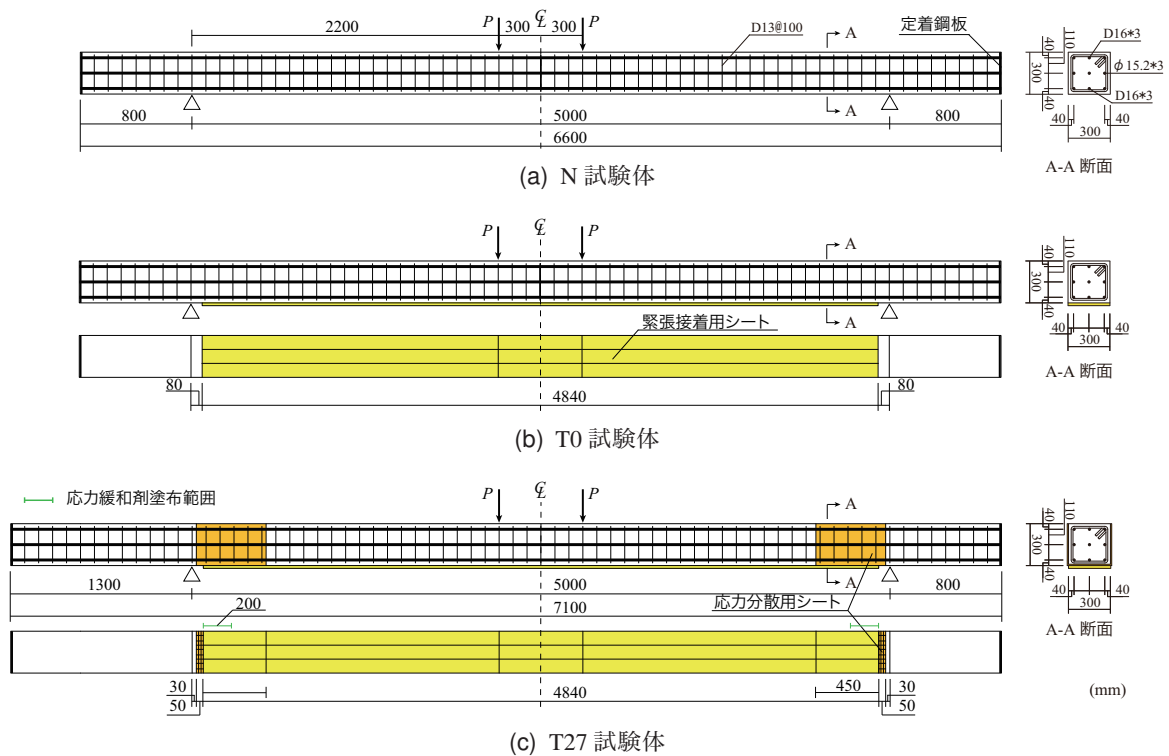 P ℄ P
2200 300 300 D13@100 A 定着鋼板
A
800 5000 800
6600
40 110 D16*3
300 φ15.2*3
40 D16*3
40 40
300
A-A 断面
(a) N 試験体
P ℄ P
A
A
緊張接着用シート
80 4840 80
40 110
300
40
40 40
300
A-A 断面
(b) T0 試験体
応力緩和剤塗布範囲
P ℄ P
A
A
1300 5000 800
200 7100 応力分散用シート
30 4840 450 30
50 50
40 110
300
40
40 40
300
A-A 断面
(mm)
(c) T27 試験体